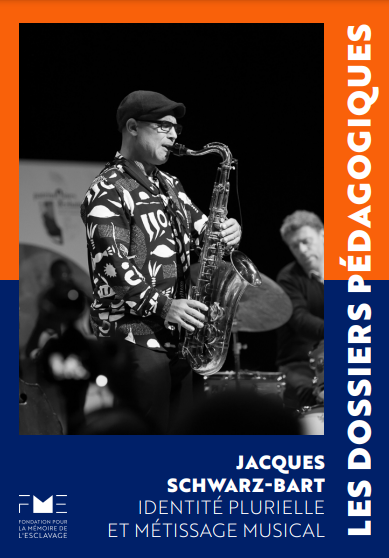 LES DOSSIERS PÉDAGOGIQUES
JACQUES
SCHWARZ-BART
IDENTITÉ PLURIELLE
ET MÉTISSAGE MUSICAL
FME
FONDATION POUR
LA MÉMOIRE DE
L'ESCLAVAGE